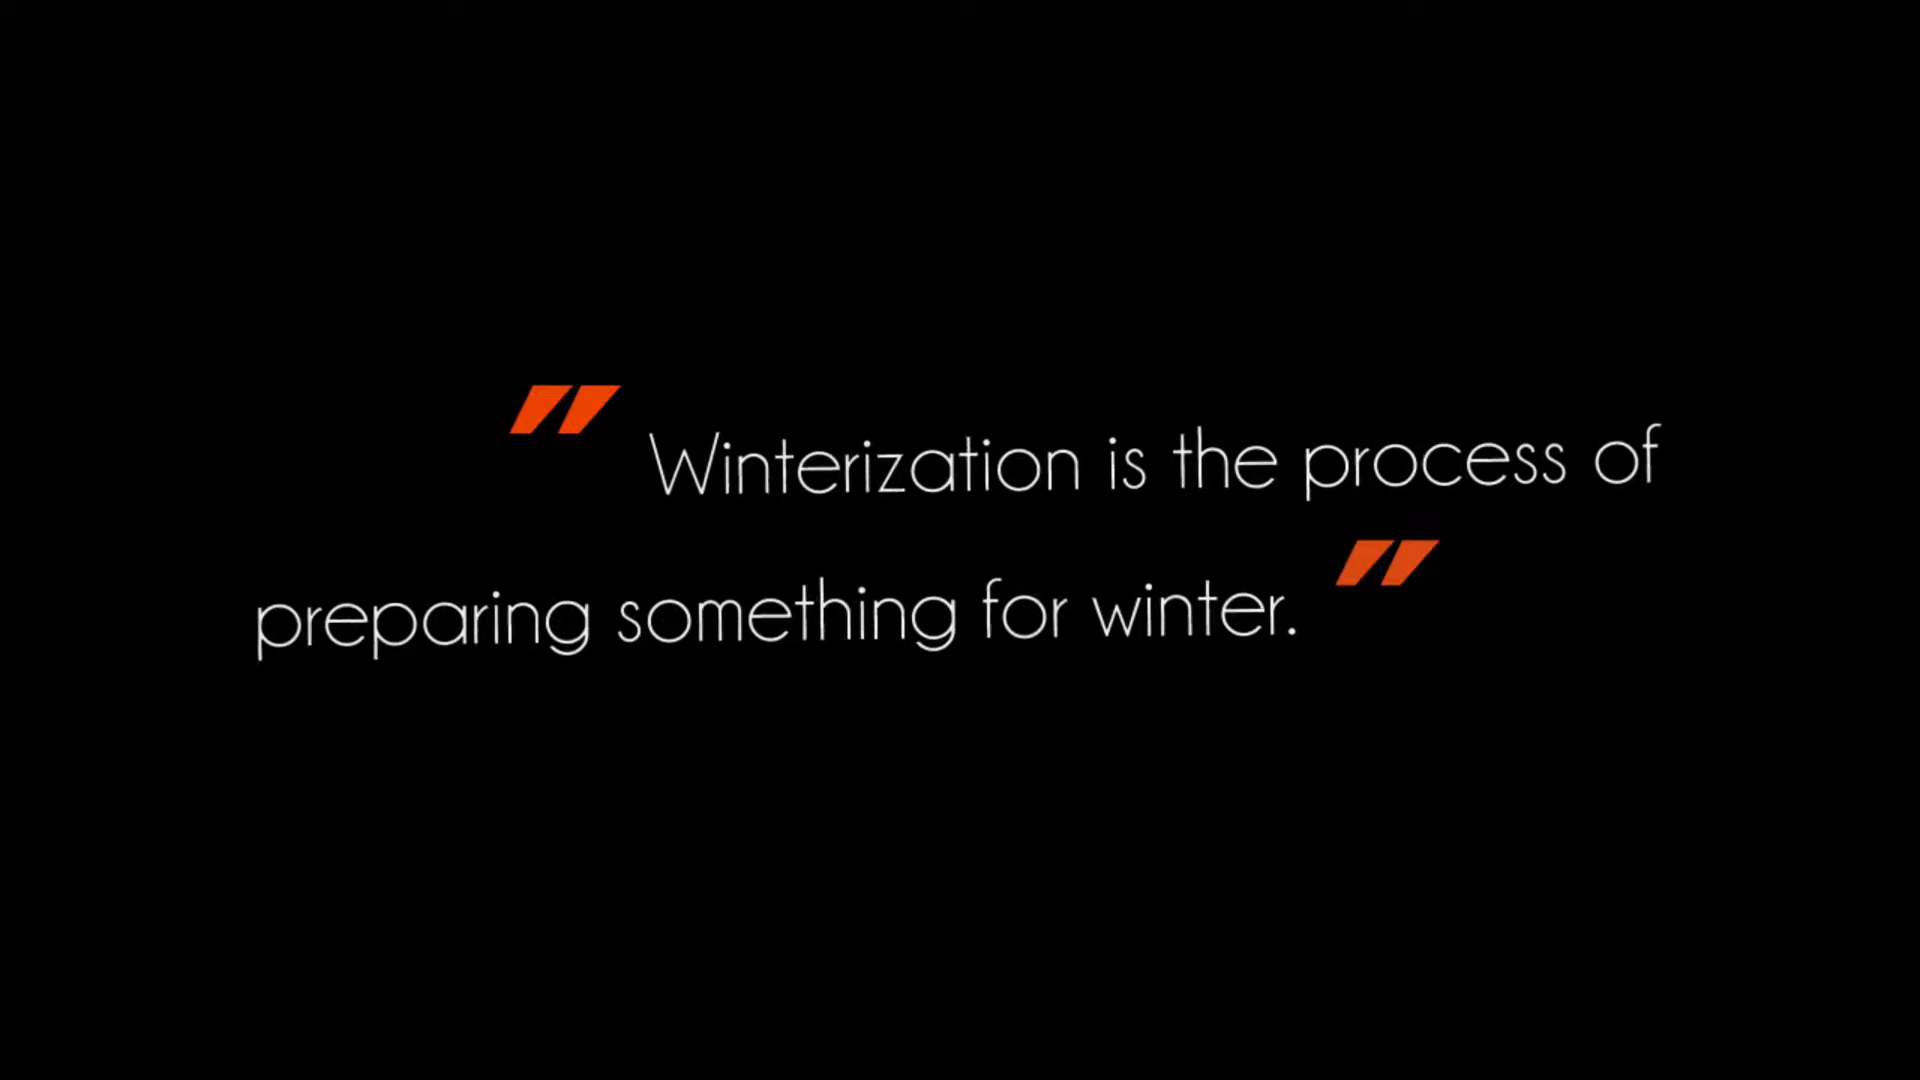 " Winterization is the process of
preparing something for winter. "